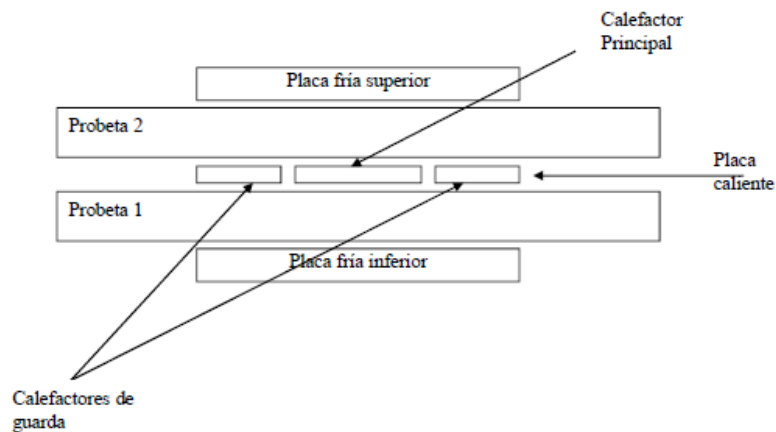 Calefactor
Principal
Placa fría superior
Probeta 2
Placa
caliente
Probeta 1
Placa fría inferior
Calefactores de
guarda